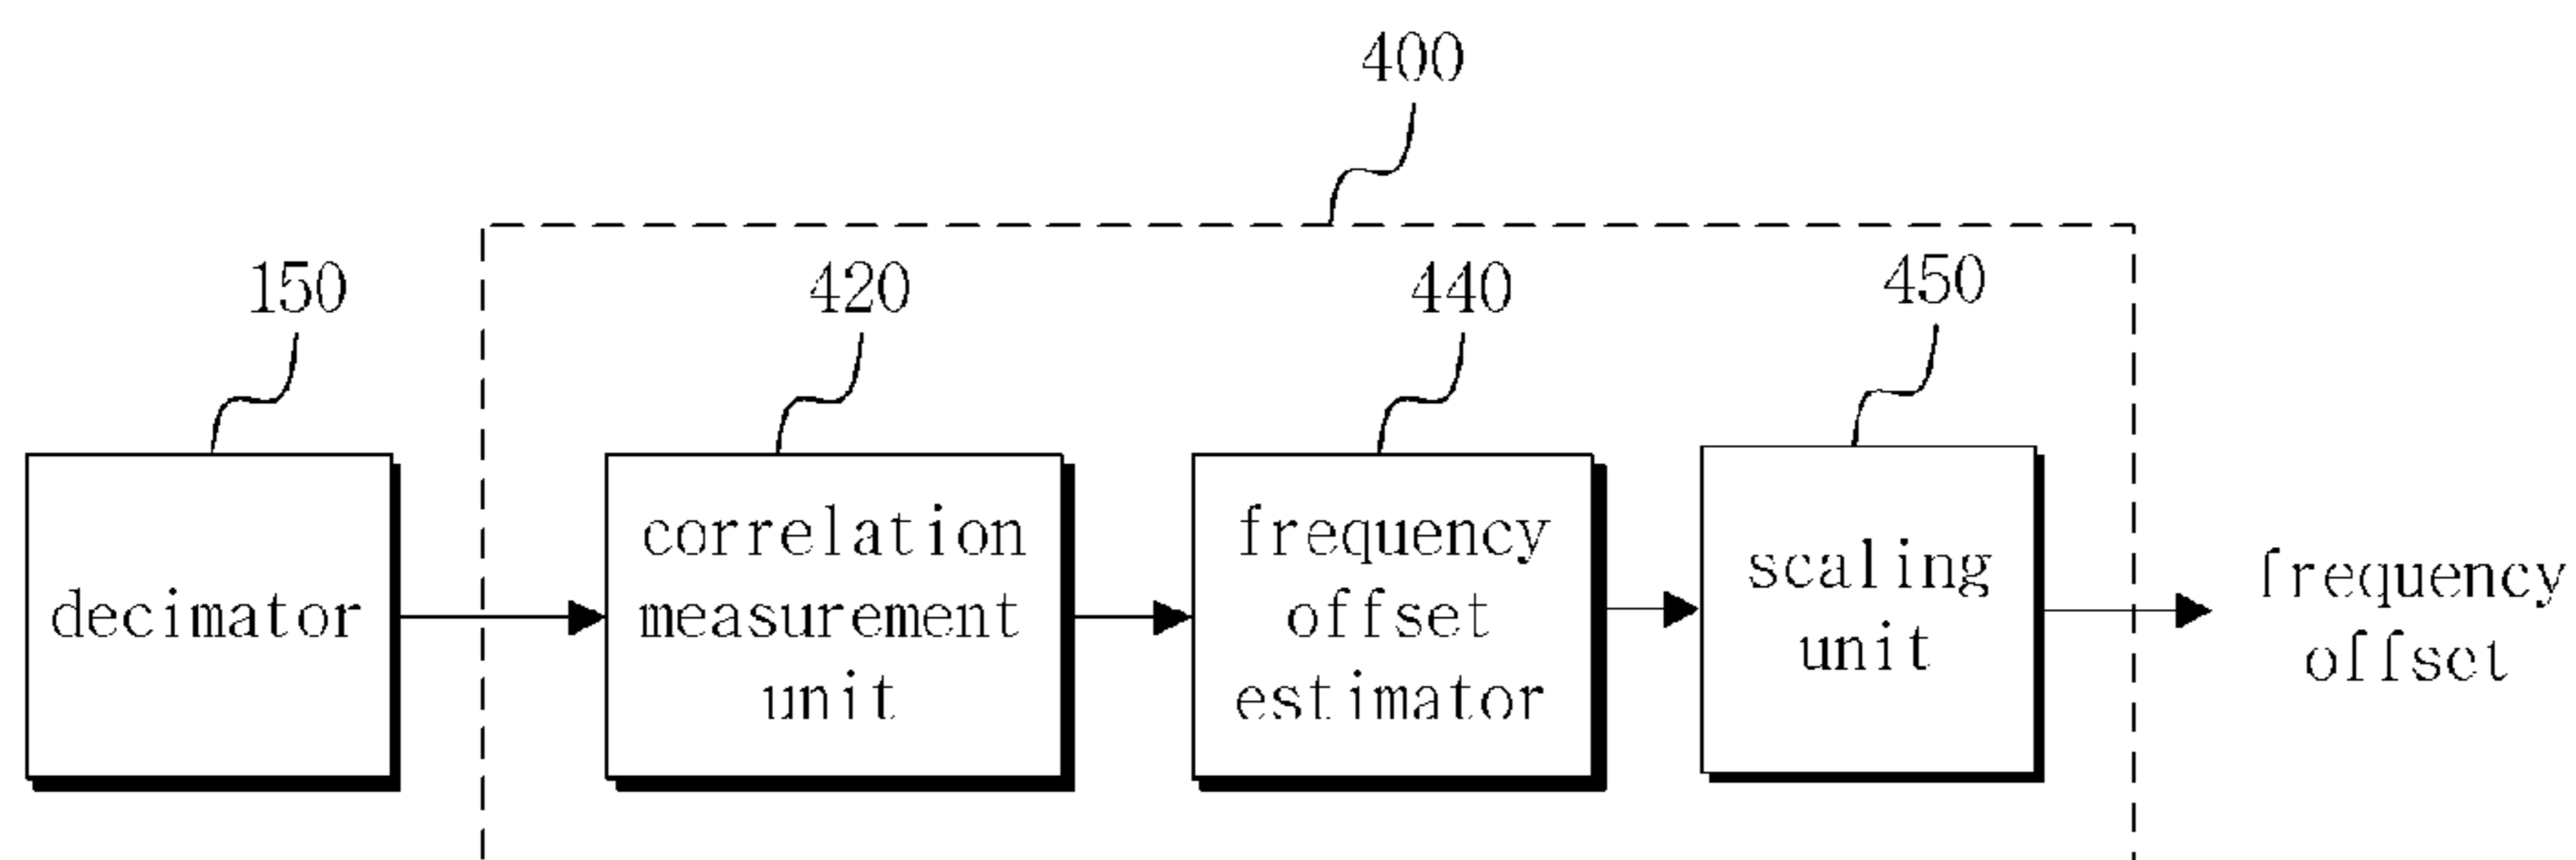 400
150
420
440
450
decimator
correlation
measurement
unit
frequency
offset
estimator
scaling
unit
frequency
offset